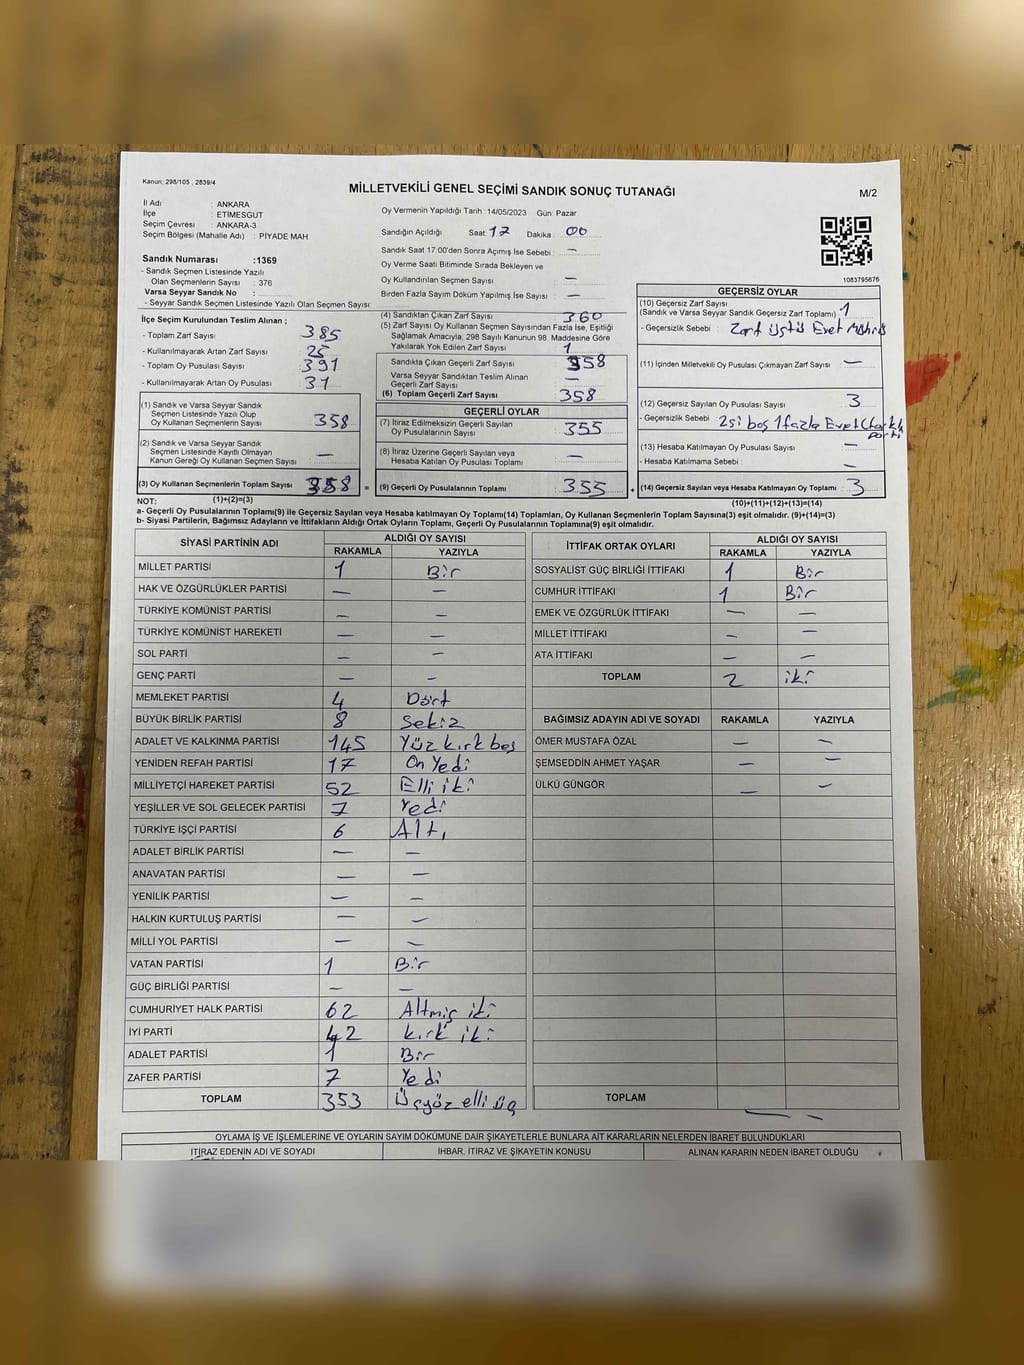 Kanun; 298/105 , 2839/4
MİLLETVEKİLİ GENEL SEÇİMİ SANDIK SONUÇ TUTANAĞI
M/2
İl Adı : ANKARA
İlçe : ETIMESGUT
Seçim Çevresi : ANKARA-3
Seçim Bölgesi (Mahalle Adı) : PİYADE MAH.
Sandık Numarası :1369
- Sandık Seçmen Listesinde Yazılı
Olan Seçmenlerin Sayısı : 376
Varsa Seyyar Sandık No :
- Seyyar Sandık Seçmen Listesinde Yazılı Olan Seçmen Sayısı:
Oy Vermenin Yapıldığı Tarih :14/05/2023 Gün: Pazar
Sandığın Açıldığı Saat: 17 Dakika : 00
Sandık Saat 17:00'den Sonra Açımış İse Sebebi : —
Oy Verme Saati Bitiminde Sırada Bekleyen ve
Oy Kullandırılan Seçmen Sayısı : —
Birden Fazla Sayım Döküm Yapılmış İse Sayısı : —
1083795676
İlçe Seçim Kurulundan Teslim Alınan ;
- Toplam Zarf Sayısı : 385
- Kullanılmayarak Artan Zarf Sayısı : 25
- Toplam Oy Pusulası Sayısı : 391
- Kullanılmayarak Artan Oy Pusulası : 31
(1) Sandık ve Varsa Seyyar Sandık
Seçmen Listesinde Yazılı Olup
Oy Kullanan Seçmenlerin Sayısı : 358
(2) Sandık ve Varsa Seyyar Sandık
Seçmen Listesinde Kayıtlı Olmayan
Kanun Gereği Oy Kullanan Seçmen Sayısı : —
(3) Oy Kullanan Seçmenlerin Toplam Sayısı : 358 =
(1)+(2)=(3)
(4) Sandıktan Çıkan Zarf Sayısı : 360
(5) Zarf Sayısı Oy Kullanan Seçmen Sayısından Fazla İse, Eşitliği
Sağlamak Amacıyla, 298 Sayılı Kanunun 98. Maddesine Göre
Yakılarak Yok Edilen Zarf Sayısı : 1
Sandıkta Çıkan Geçerli Zarf Sayısı : 358
Varsa Seyyar Sandıktan Teslim Alınan
Geçerli Zarf Sayısı : —
(6) Toplam Geçerli Zarf Sayısı : 358
GEÇERLİ OYLAR
(7) İtiraz Edilmeksizin Geçerli Sayılan
Oy Pusulalarının Sayısı : 355
(8) İtiraz Üzerine Geçerli Sayılan veya
Hesaba Katılan Oy Pusulası Toplamı : —
(9) Geçerli Oy Pusulalarının Toplamı : 355 +
GEÇERSİZ OYLAR
(10) Geçersiz Zarf Sayısı
(Sandık ve Varsa Seyyar Sandık Geçersiz Zarf Toplamı) : 1
- Geçersizlik Sebebi : Zarf üstü Evet
(11) İçinden Milletvekili Oy Pusulası Çıkmayan Zarf Sayısı : —
(12) Geçersiz Sayılan Oy Pusulası Sayısı : 3
- Geçersizlik Sebebi : 2si boş 1 fazla Evet
(13) Hesaba Katılmayan Oy Pusulası Sayısı : —
- Hesaba Katılmama Sebebi : —
(14) Geçersiz Sayılan veya Hesaba Katılmayan Oy Toplamı : 3
(10)+(11)+(12)+(13)=(14)
NOT:
a- Geçerli Oy Pusulalarının Toplamı(9) ile Geçersiz Sayılan veya Hesaba Katılmayan Oy Toplamı(14) Toplamları, Oy Kullanan Seçmenlerin Toplam Sayısına(3) eşit olmalıdır. (9)+(14)=(3)
b- Siyasi Partilerin, Bağımsız Adayların ve İttifakların Aldığı Ortak Oyların Toplamı, Geçerli Oy Pusulalarının Toplamına(9) eşit olmalıdır.
SİYASİ PARTİNİN ADI ALDIĞI OY SAYISI
RAKAMLA YAZIYLA
MİLLET PARTİSİ 1 Bir
HAK VE ÖZGÜRLÜKLER PARTİSİ — —
TÜRKİYE KOMÜNİST PARTİSİ — —
TÜRKİYE KOMÜNİST HAREKETİ — —
SOL PARTİ — —
GENÇ PARTİ — —
MEMLEKET PARTİSİ 4 Dört
BÜYÜK BİRLİK PARTİSİ 8 Sekiz
ADALET VE KALKINMA PARTİSİ 145 Yüz kırk beş
YENİDEN REFAH PARTİSİ 17 On Yedi
MİLLİYETÇİ HAREKET PARTİSİ 52 Elli iki
YEŞİLLER VE SOL GELECEK PARTİSİ 7 Yedi
TÜRKİYE İŞÇİ PARTİSİ 6 Altı
ADALET BİRLİK PARTİSİ — —
ANAVATAN PARTİSİ — —
YENİLİK PARTİSİ — —
HALKIN KURTULUŞ PARTİSİ — —
MİLLİ YOL PARTİSİ — —
VATAN PARTİSİ 1 Bir
GÜÇ BİRLİĞİ PARTİSİ — —
CUMHURİYET HALK PARTİSİ 62 Altmış iki
İYİ PARTİ 42 kırk iki
ADALET PARTİSİ 1 Bir
ZAFER PARTİSİ 7 Yedi
TOPLAM 353 Üçyüz elli üç
İTTİFAK ORTAK OYLARI ALDIĞI OY SAYISI
RAKAMLA YAZIYLA
SOSYALİST GÜÇ BİRLİĞİ İTTİFAKI 1 Bir
CUMHUR İTTİFAKI 1 Bir
EMEK VE ÖZGÜRLÜK İTTİFAKI — —
MİLLET İTTİFAKI — —
ATA İTTİFAKI — —
TOPLAM 2 iki
BAĞIMSIZ ADAYIN ADI VE SOYADI RAKAMLA YAZIYLA
ÖMER MUSTAFA ÖZAL — —
ŞEMSEDDİN AHMET YAŞAR — —
ÜLKÜ GÜNGÖR — —
TOPLAM — —
OYLAMA İŞ VE İŞLEMLERİNE VE OYLARIN SAYIM DÖKÜMÜNE DAİR ŞİKAYETLERLE BUNLARA AİT KARARLARIN NELERDEN İBARET BULUNDUKLARI
İTİRAZ EDENİN ADI VE SOYADI İHBAR, İTİRAZ VE ŞİKAYETİN KONUSU ALINAN KARARIN NEDEN İBARET OLDUĞU